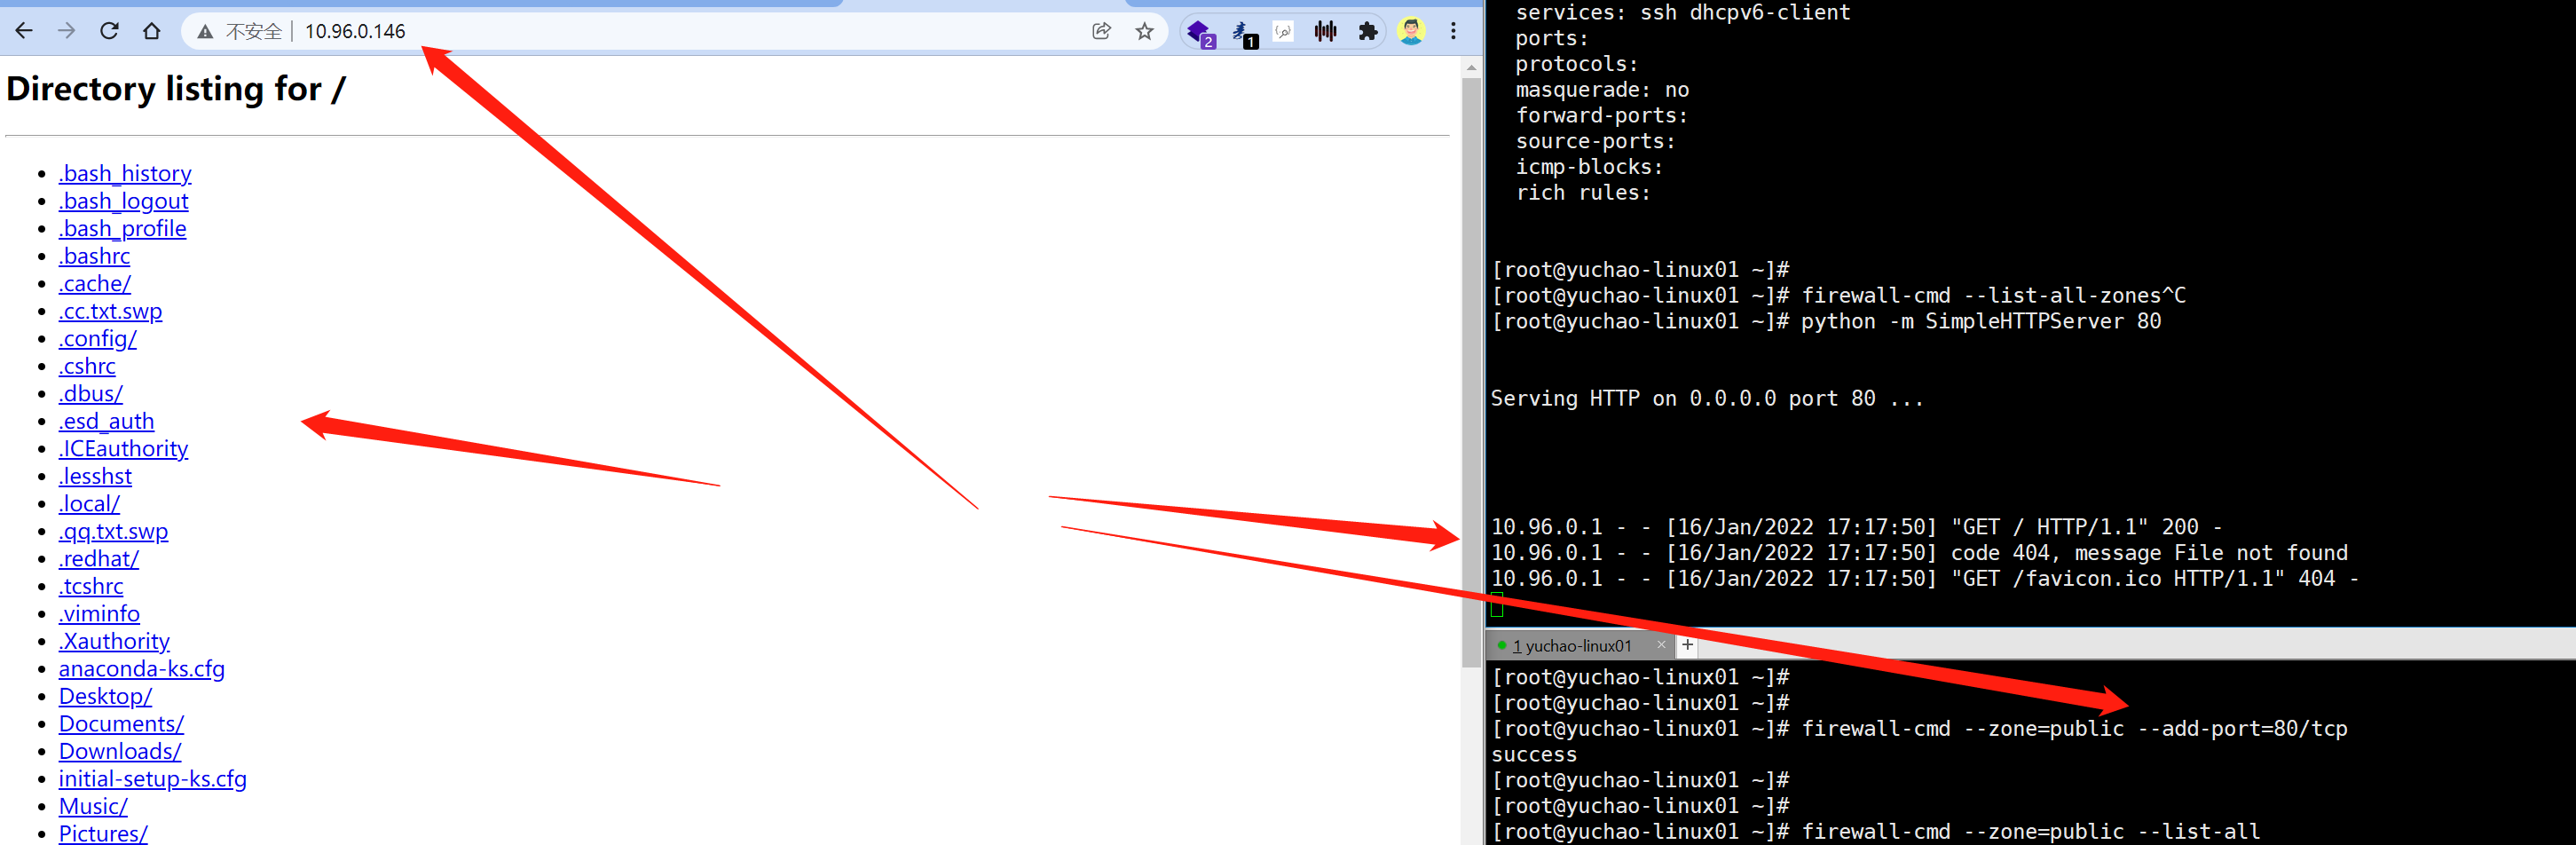 不安全 | 10.96.0.146
2
1
Directory listing for /
.bash_history
.bash_logout
.bash_profile
.bashrc
.cache/
.cc.txt.swp
.config/
.cshrc
.dbus/
.esd_auth
.ICEauthority
.lesshst
.local/
.qq.txt.swp
.redhat/
.tcshrc
.viminfo
.Xauthority
anaconda-ks.cfg
Desktop/
Documents/
Downloads/
initial-setup-ks.cfg
Music/
Pictures/
services: ssh dhcpv6-client
ports:
protocols:
masquerade: no
forward-ports:
source-ports:
icmp-blocks:
rich rules:
[root@yuchao-linux01 ~]#
[root@yuchao-linux01 ~]# firewall-cmd --list-all-zones^C
[root@yuchao-linux01 ~]# python -m SimpleHTTPServer 80
Serving HTTP on 0.0.0.0 port 80 ...
10.96.0.1 - - [16/Jan/2022 17:17:50] "GET / HTTP/1.1" 200 -
10.96.0.1 - - [16/Jan/2022 17:17:50] code 404, message File not found
10.96.0.1 - - [16/Jan/2022 17:17:50] "GET /favicon.ico HTTP/1.1" 404 -
1 yuchao-linux01
[root@yuchao-linux01 ~]#
[root@yuchao-linux01 ~]#
[root@yuchao-linux01 ~]# firewall-cmd --zone=public --add-port=80/tcp
success
[root@yuchao-linux01 ~]#
[root@yuchao-linux01 ~]#
[root@yuchao-linux01 ~]# firewall-cmd --zone=public --list-all